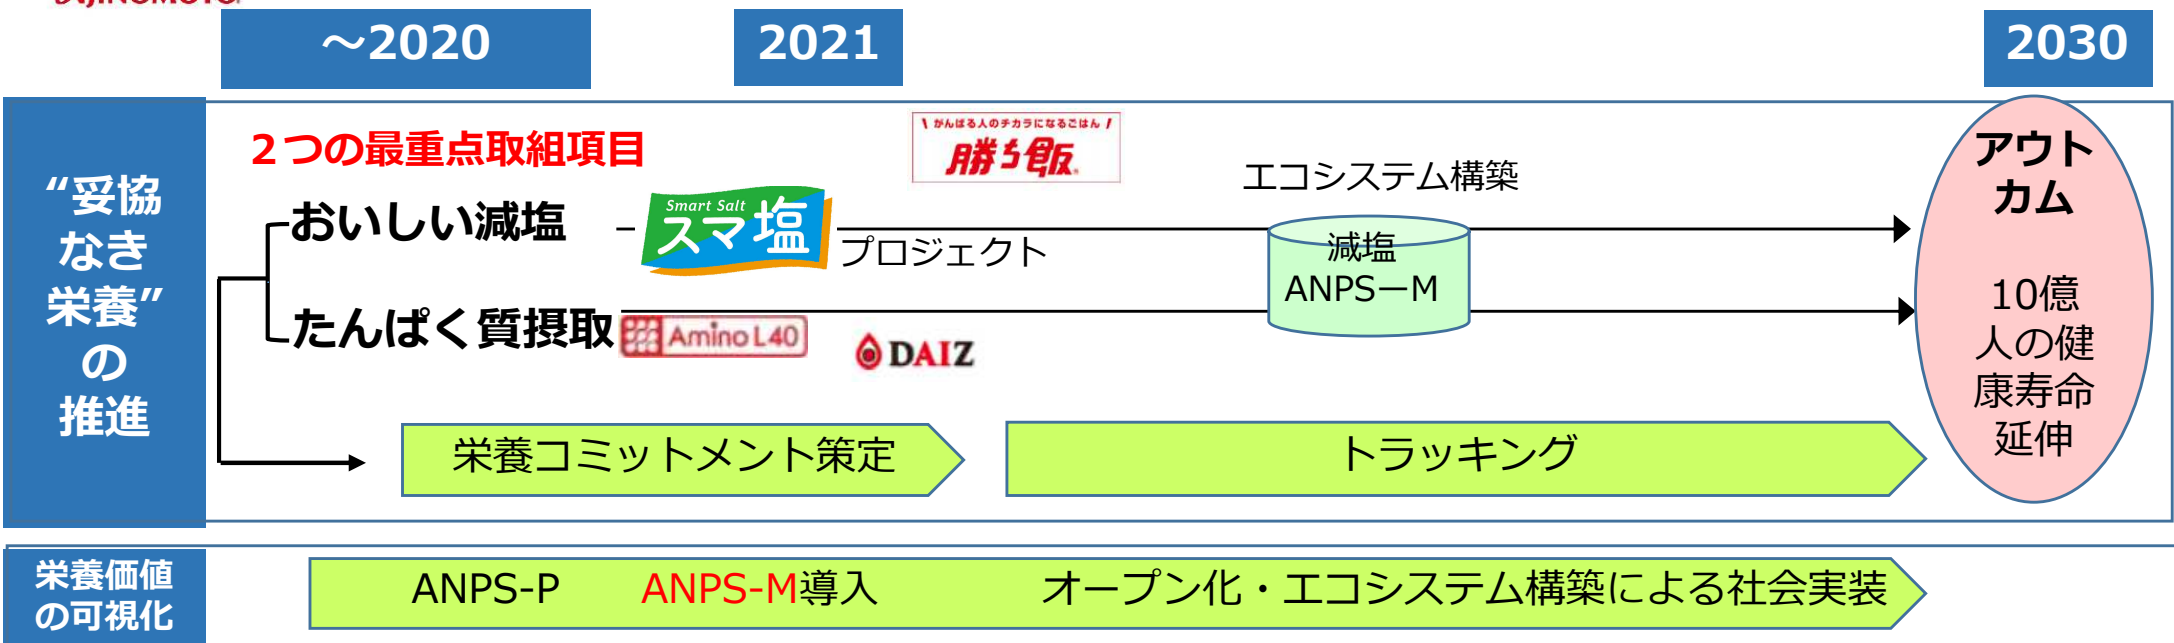 AJINOMOTO
～2020
2021
2030
“妥協
なき
栄養”
の
推進
２つの最重点取組項目
\ がんばる人のチカラになるごはん /
勝ち飯®
エコシステム構築
おいしい減塩
Smart Salt
スマ塩
プロジェクト
減塩
ANPSーM
たんぱく質摂取
Amino L40
DAIZ
栄養コミットメント策定
トラッキング
アウト
カム
10億
人の健
康寿命
延伸
栄養価値
の可視化
ANPS-P ANPS-M導入 オープン化・エコシステム構築による社会実装